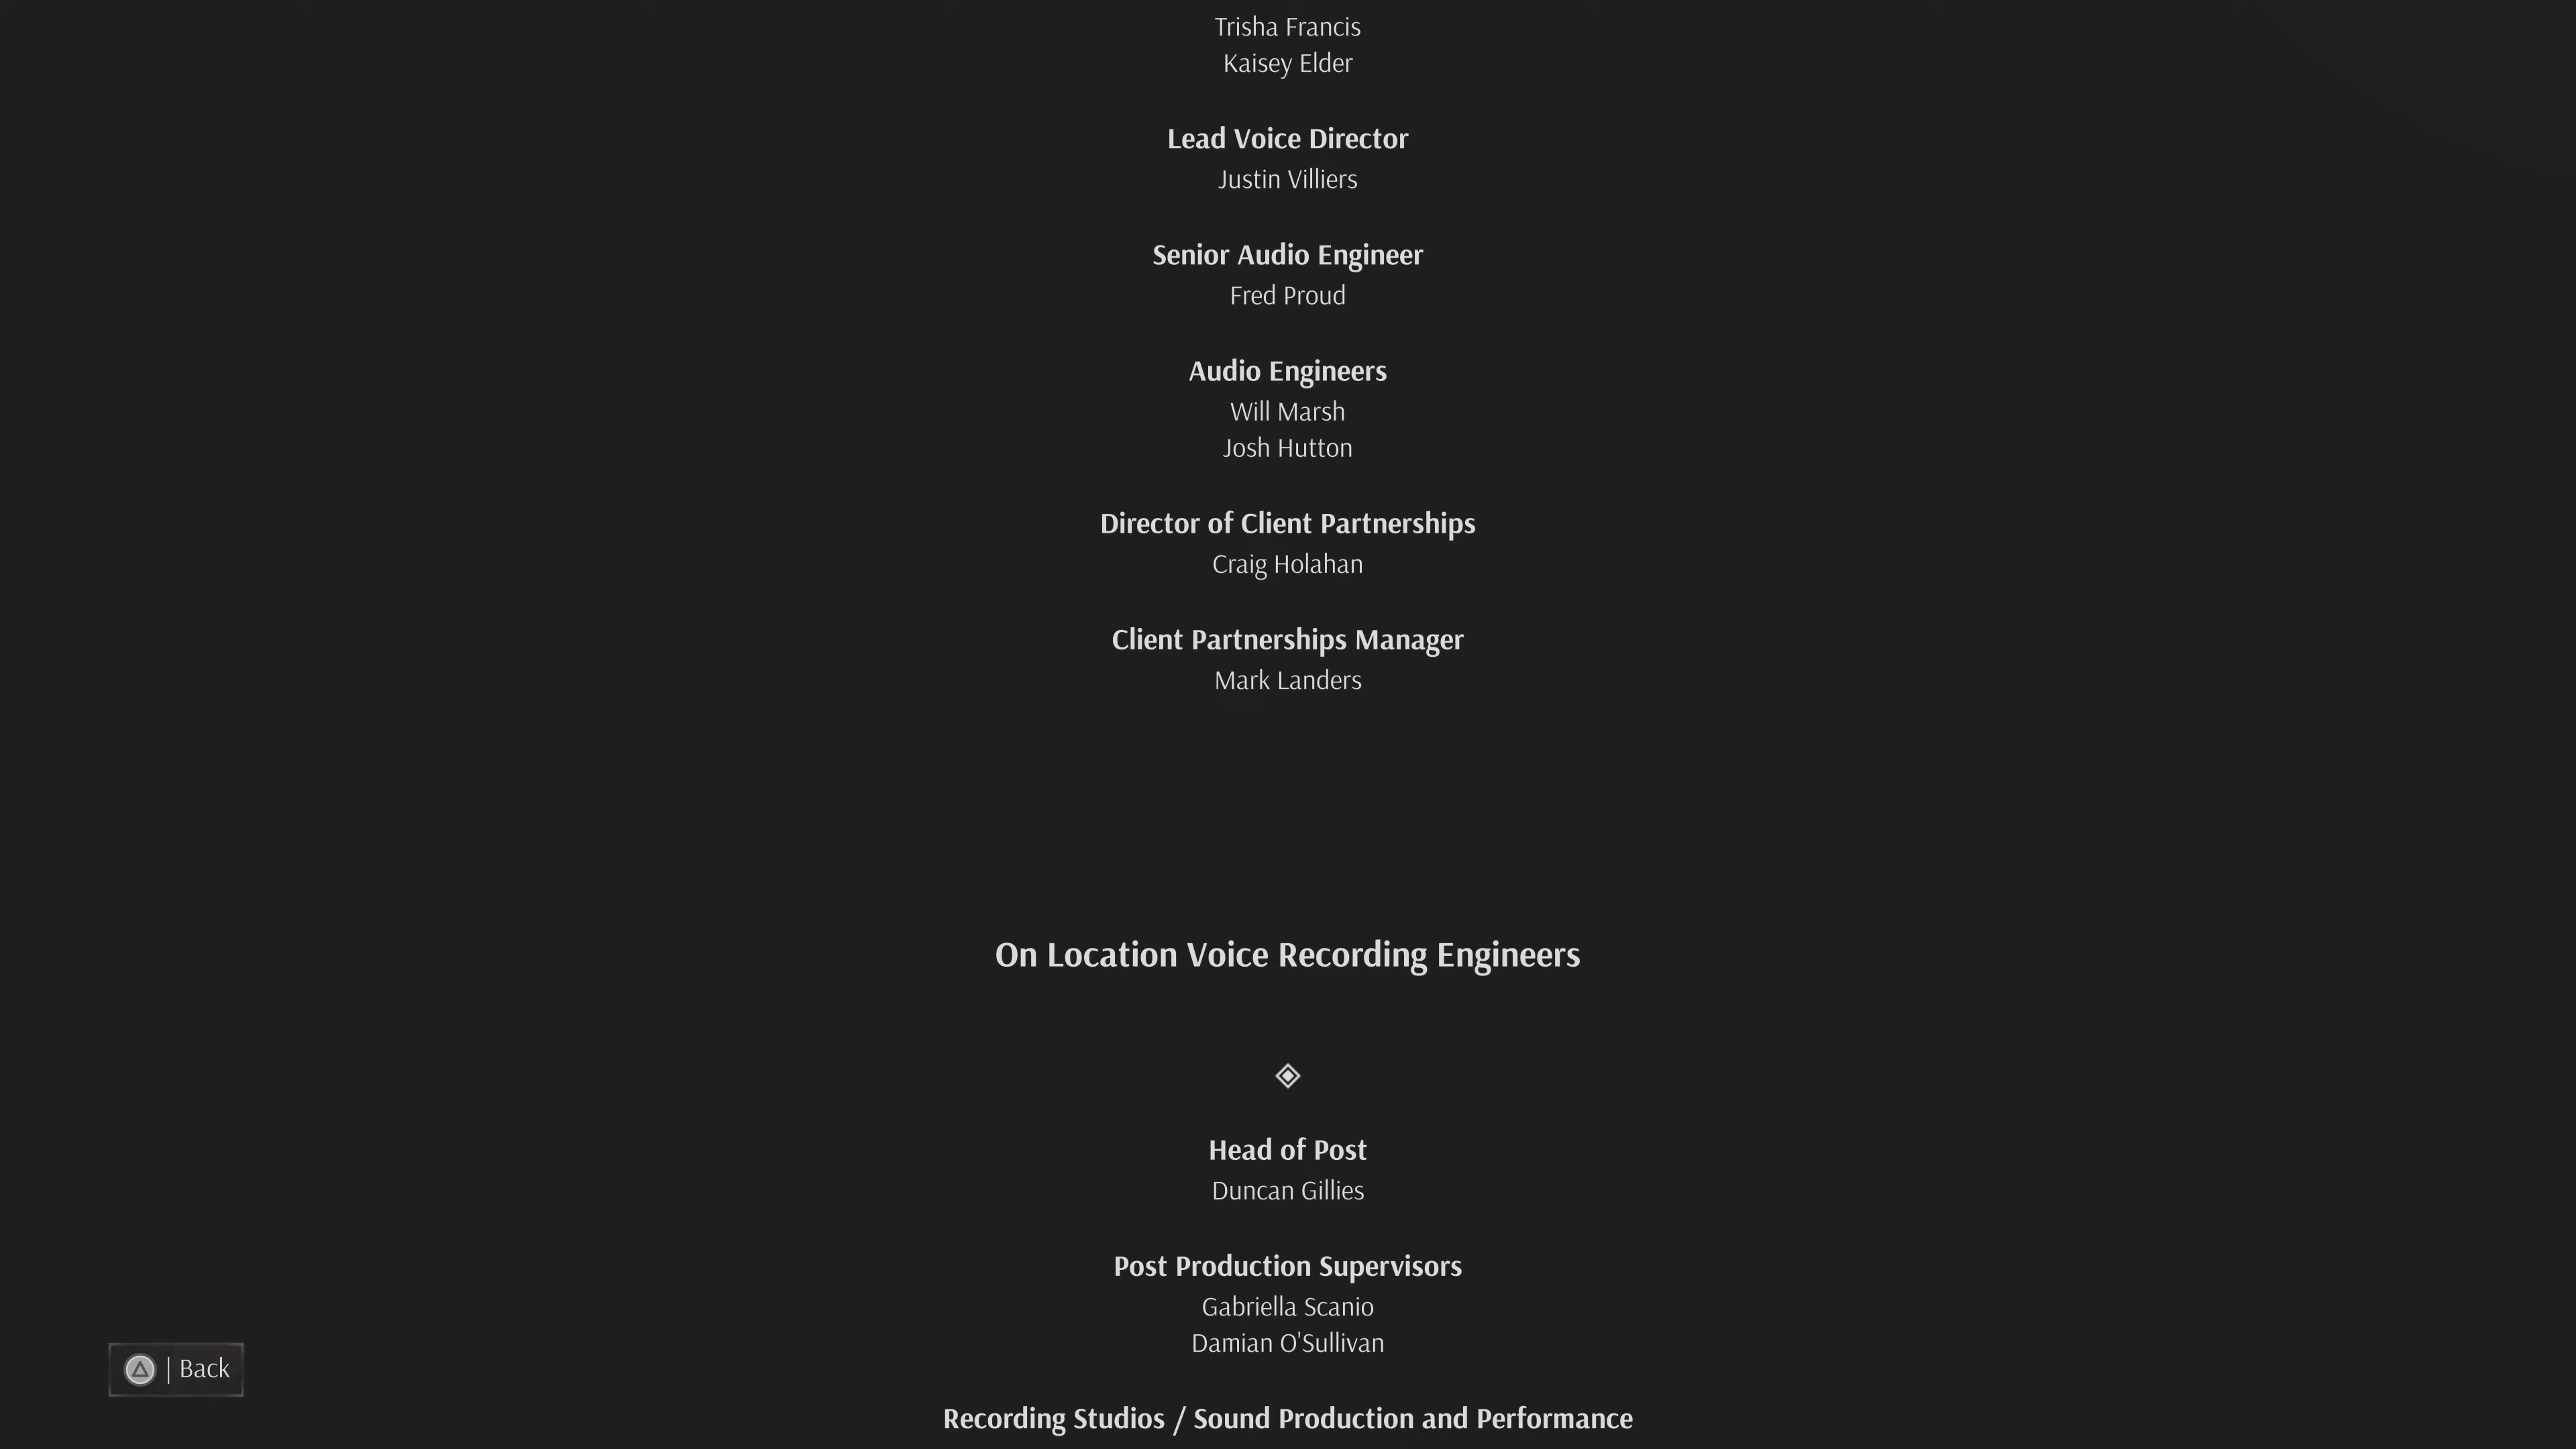 Trisha Francis
Kaisey Elder
Lead Voice Director
Justin Villiers
Senior Audio Engineer
Fred Proud
Audio Engineers
Will Marsh
Josh Hutton
Director of Client Partnerships
Craig Holahan
Client Partnerships Manager
Mark Landers
On Location Voice Recording Engineers
Head of Post
Duncan Gillies
Post Production Supervisors
Gabriella Scanio
Damian O'Sullivan
| Back
Recording Studios / Sound Production and Performance